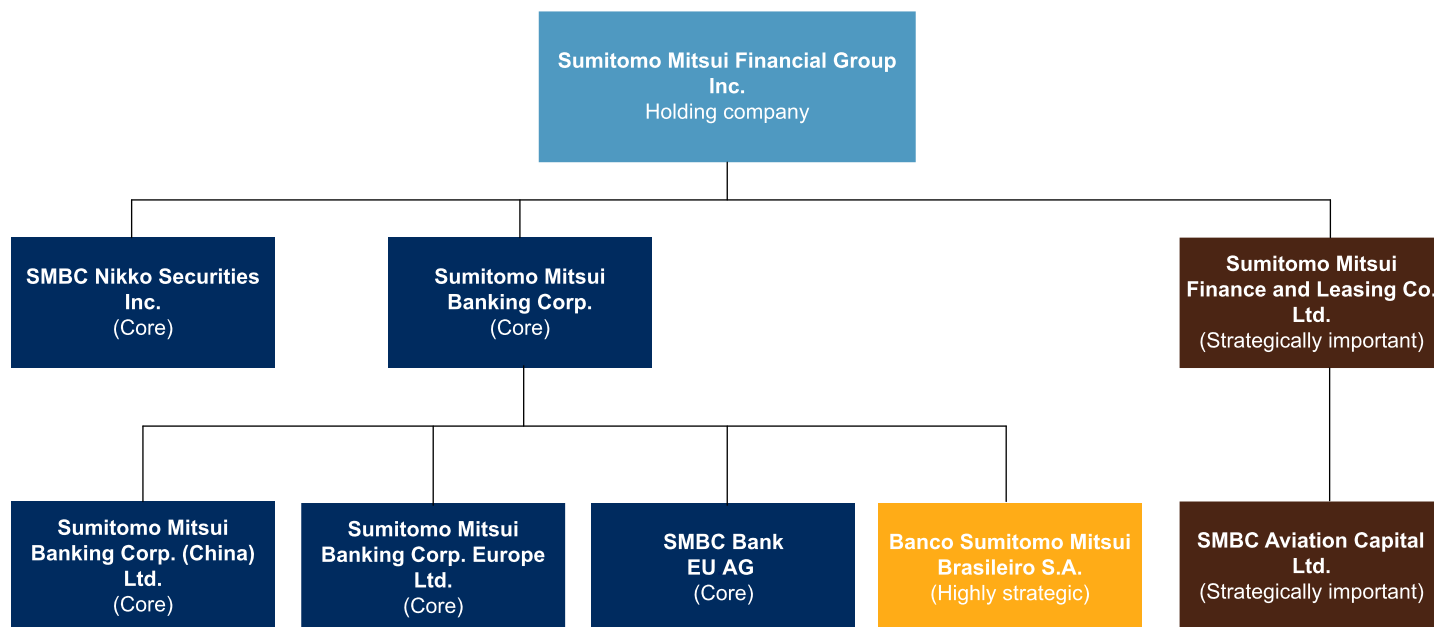 Sumitomo Mitsui Financial Group
Inc.
Holding company
SMBC Nikko Securities
Inc.
(Core)
Sumitomo Mitsui
Banking Corp.
(Core)
Sumitomo Mitsui
Finance and Leasing Co.
Ltd.
(Strategically important)
Sumitomo Mitsui
Banking Corp. (China)
Ltd.
(Core)
Sumitomo Mitsui
Banking Corp. Europe
Ltd.
(Core)
SMBC Bank
EU AG
(Core)
Banco Sumitomo Mitsui
Brasileiro S.A.
(Highly strategic)
SMBC Aviation Capital
Ltd.
(Strategically important)